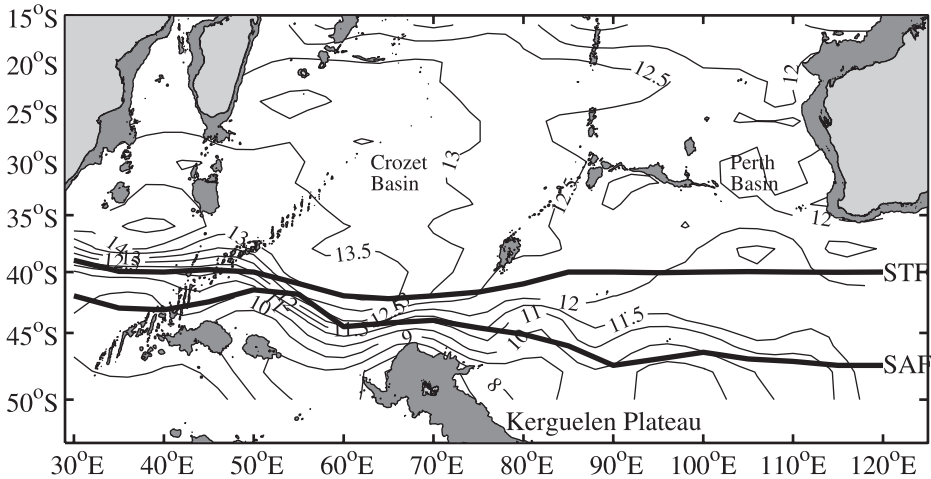 15°S
20°S
25°S
30°S
35°S
40°S
45°S
50°S
12.5
12
Crozet
Basin
13
Perth
Basin
12.5
12
14
13
13.5
STF
12.5
12
11
11.5
10
9
10
8
SAF
Kerguelen Plateau
30°E
40°E
50°E
60°E
70°E
80°E
90°E
100°E
110°E
120°E